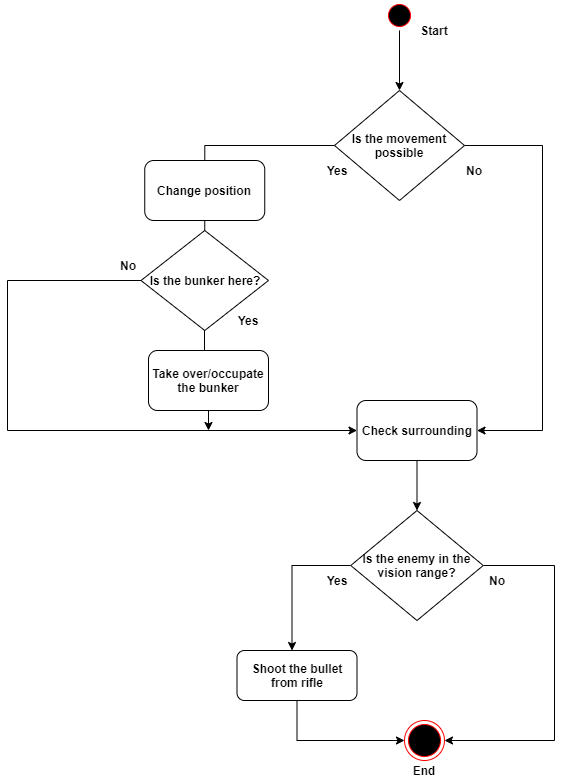 Start
Is the movement
possible
Yes
No
Change position
No
Is the bunker here?
Yes
Take over/occupate
the bunker
Check surrounding
Is the enemy in the
vision range?
Yes
No
Shoot the bullet
from rifle
End